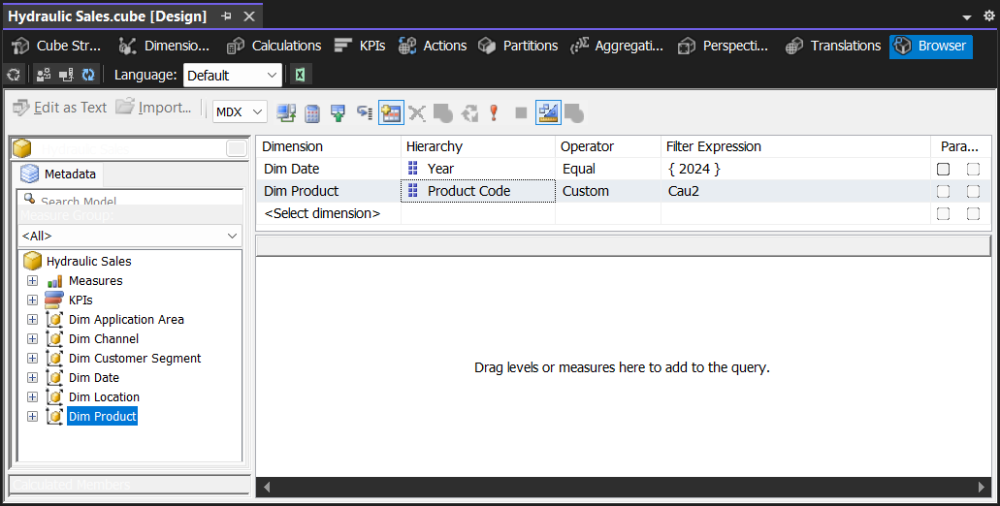 Hydraulic Sales.cube [Design]
Cube Str... Dimensio... Calculations KPIs Actions Partitions Aggregati... Perspecti... Translations Browser
Language: Default
Edit as Text Import... MDX
Dimension Hierarchy Operator Filter Expression Para...
Dim Date Year Equal { 2024 }
Dim Product Product Code Custom Cau2
<Select dimension>
Metadata
Search Model
Measure Group:
<All>
Hydraulic Sales
Measures
KPIs
Dim Application Area
Dim Channel
Dim Customer Segment
Dim Date
Dim Location
Dim Product
Drag levels or measures here to add to the query.
Calculated Members